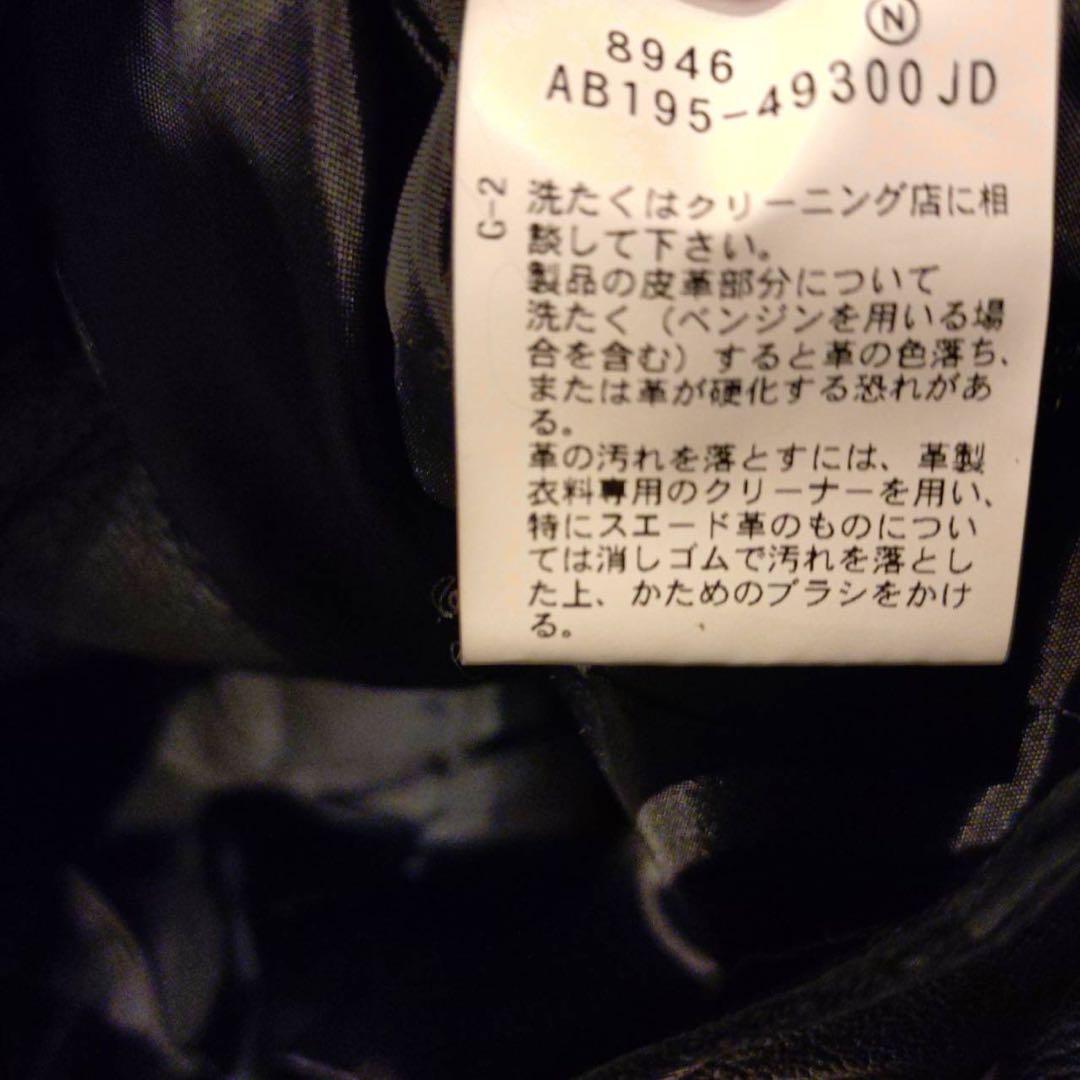 N
8946
AB195-49300JD
G-2
洗たくはクリーニング店に相
談して下さい。
製品の皮革部分について
洗たく（ベンジンを用いる場
合を含む）すると革の色落ち、
または革が硬化する恐れがあ
る。
革の汚れを落とすには、革製
衣料専用のクリーナーを用い、
特にスエード革のものについ
ては消しゴムで汚れを落とし
た上、かためのブラシをかけ
る。